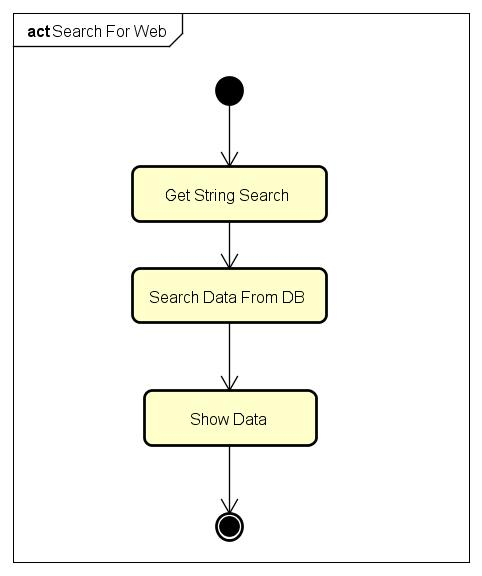 act Search For Web
Get String Search
Search Data From DB
Show Data